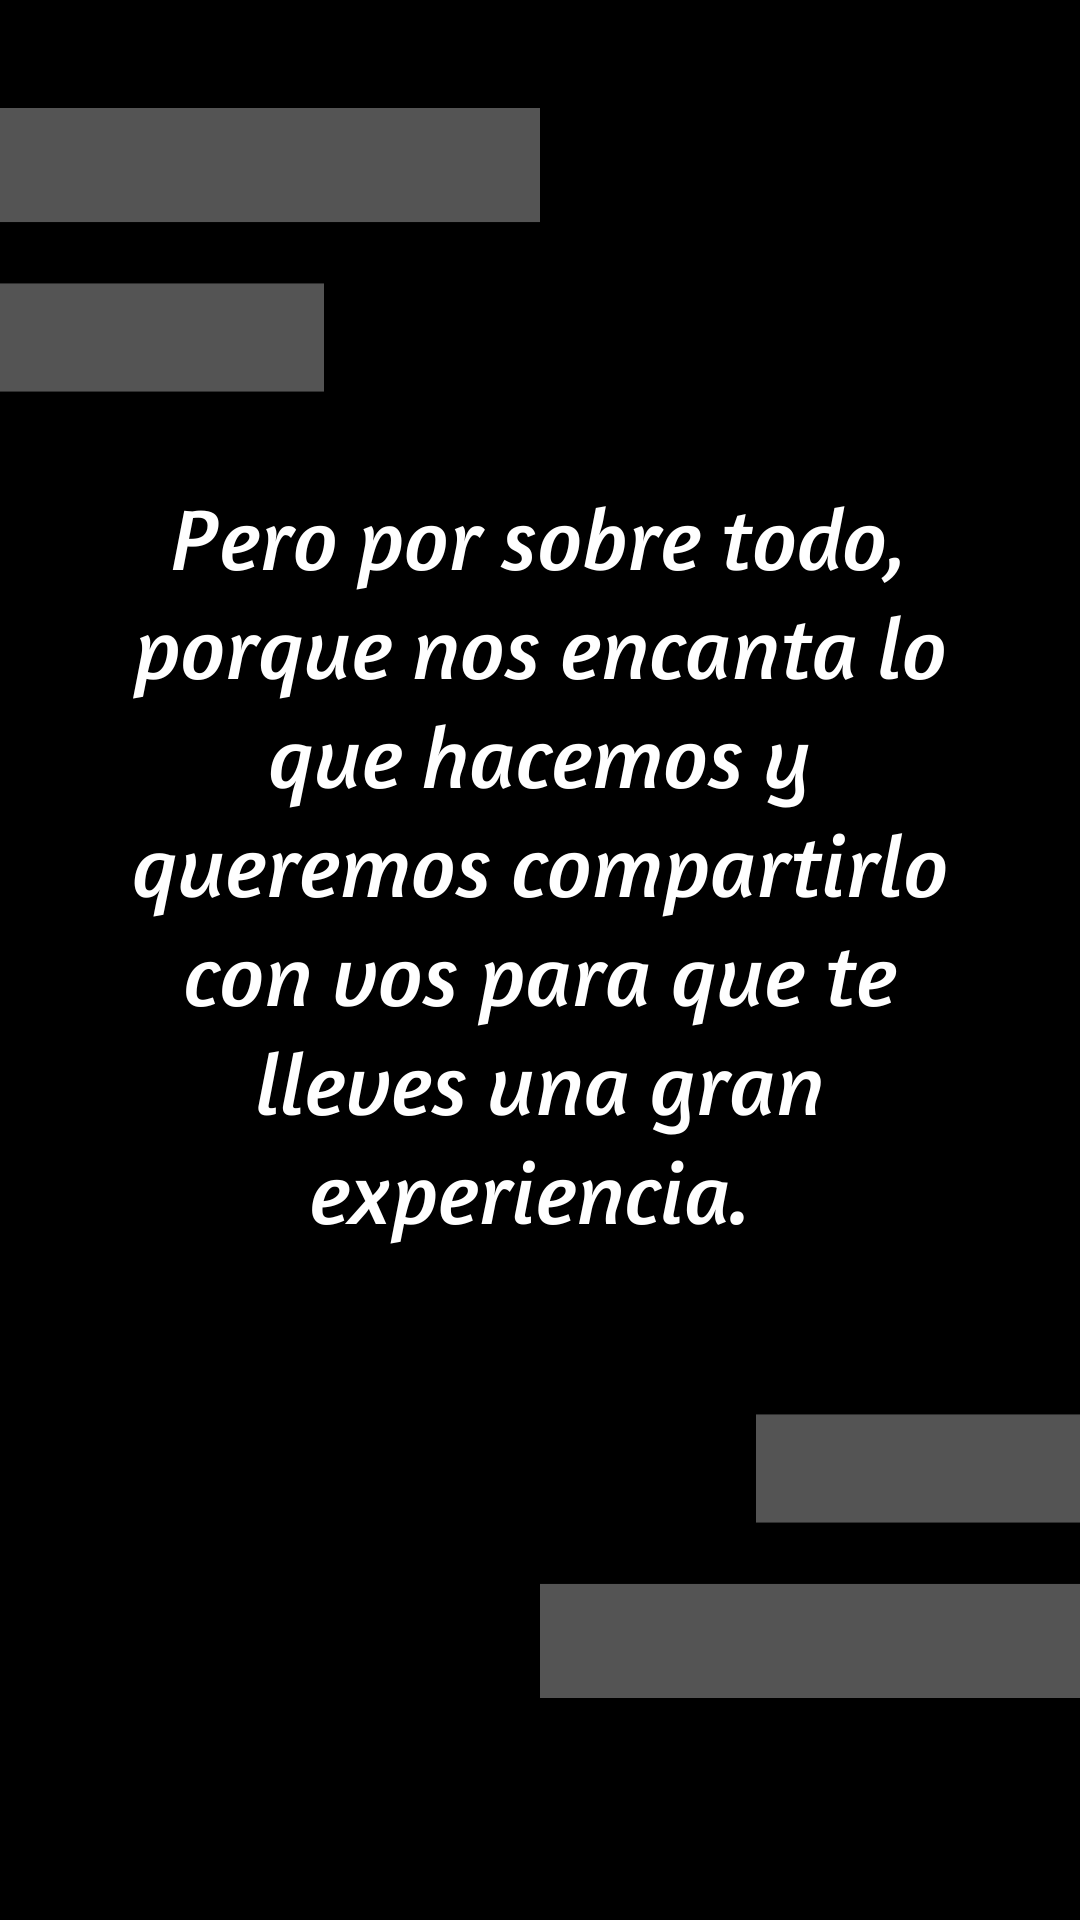 Pero por sobre todo,
porque nos encanta lo
que hacemos y
queremos compartirlo
con vos para que te
lleves una gran
experiencia.